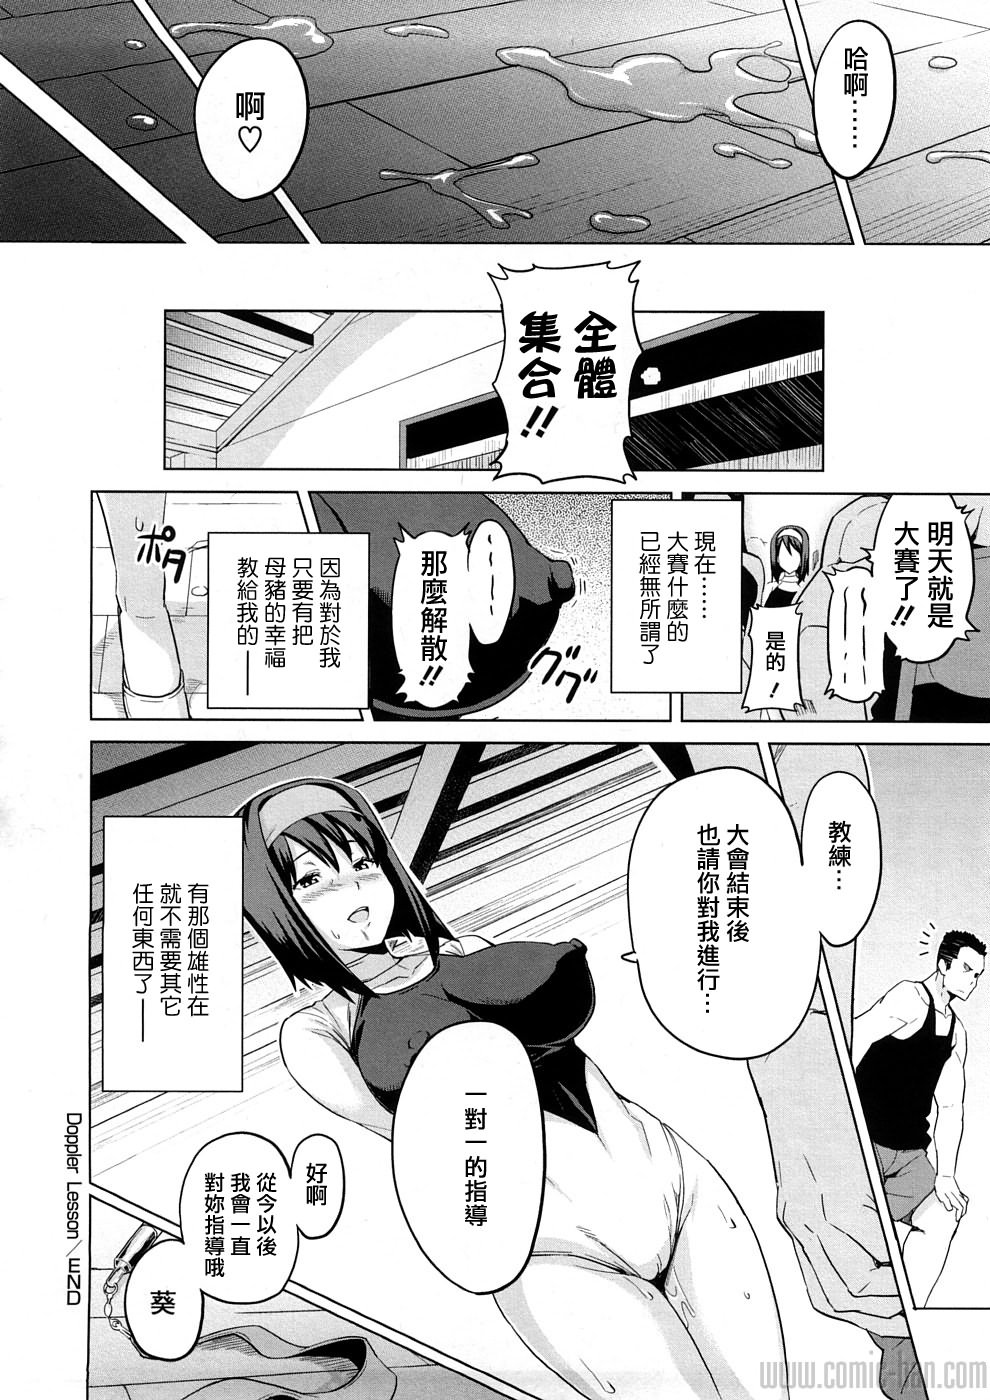 哈啊……
啊♡
全體
集合!!
明天就是
大賽了!!
是的!
現在……
大賽什麼的
已經無所謂了
グググ
那麼解散!!
因為對於我
只要有把
母豬的幸福
教給我的——
ポタ
教練…
大會結束後
也請你對我進行…
一對一的指導
有那個雄性在
就不需要其它
任何東西了——
好啊
從今以後
我會一直
對妳指導哦
葵
Doppler Lesson／END
www.comic-han.com